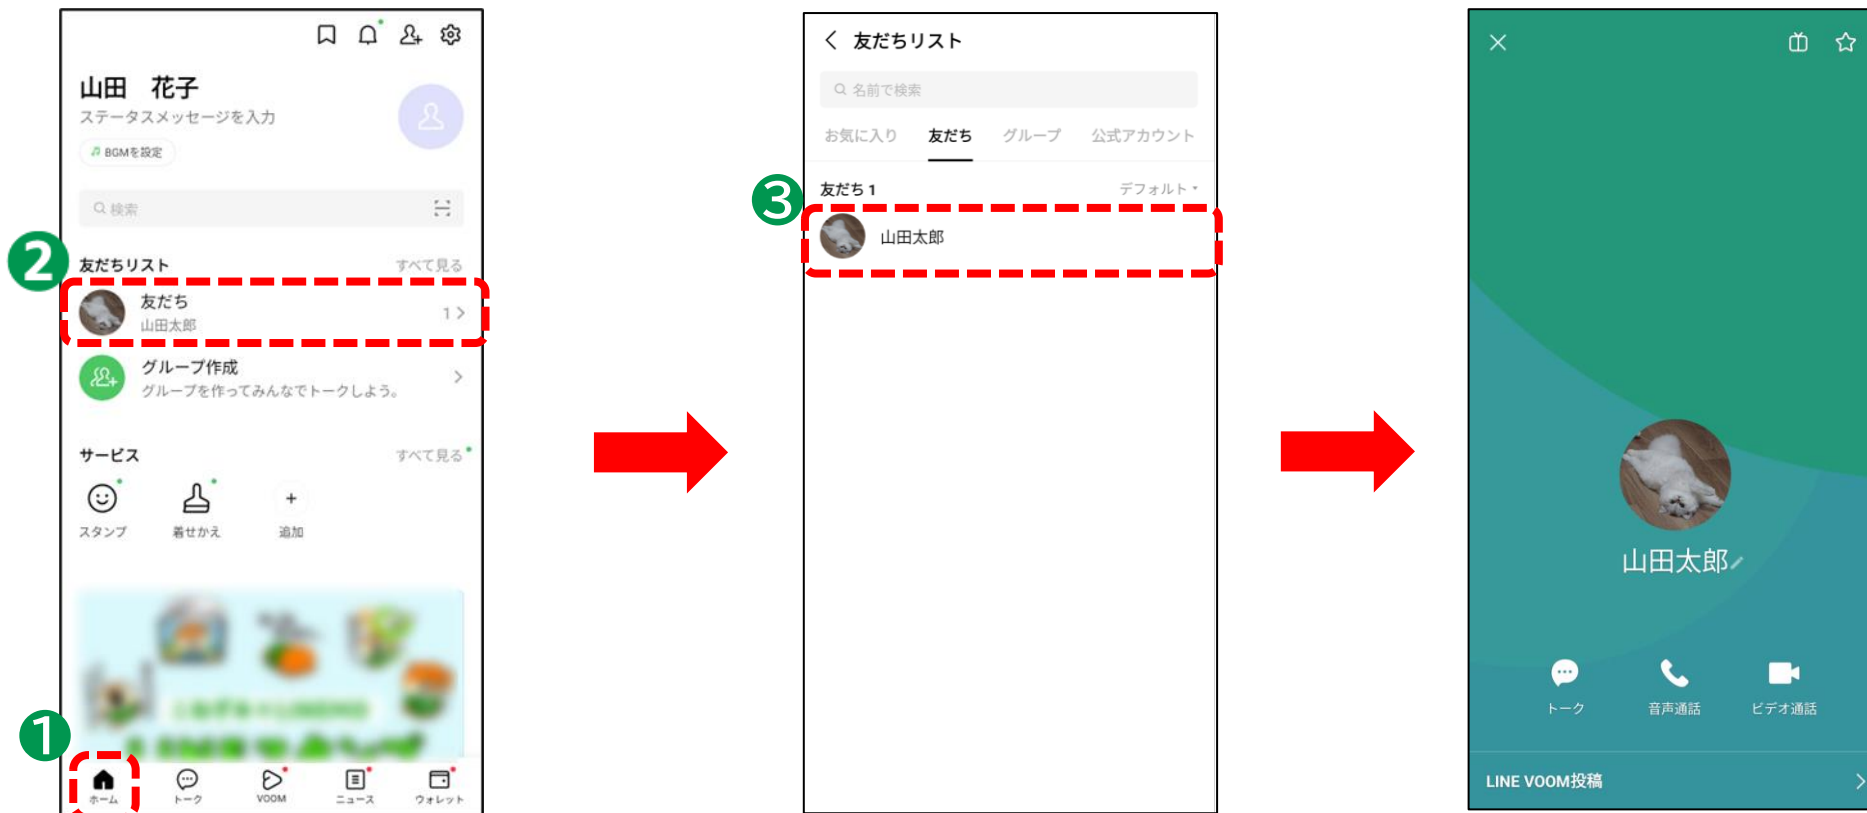 山田 花子
ステータスメッセージを入力
BGMを設定
検索
2
友だちリスト すべて見る
友だち
山田太郎
1
グループ作成
グループを作ってみんなでトークしよう。
サービス すべて見る
スタンプ 着せかえ 追加
1
ホーム トーク VOOM ニュース ウォレット
友だちリスト
名前で検索
お気に入り 友だち グループ 公式アカウント
3
友だち 1 デフォルト
山田太郎
山田太郎
トーク 音声通話 ビデオ通話
LINE VOOM投稿